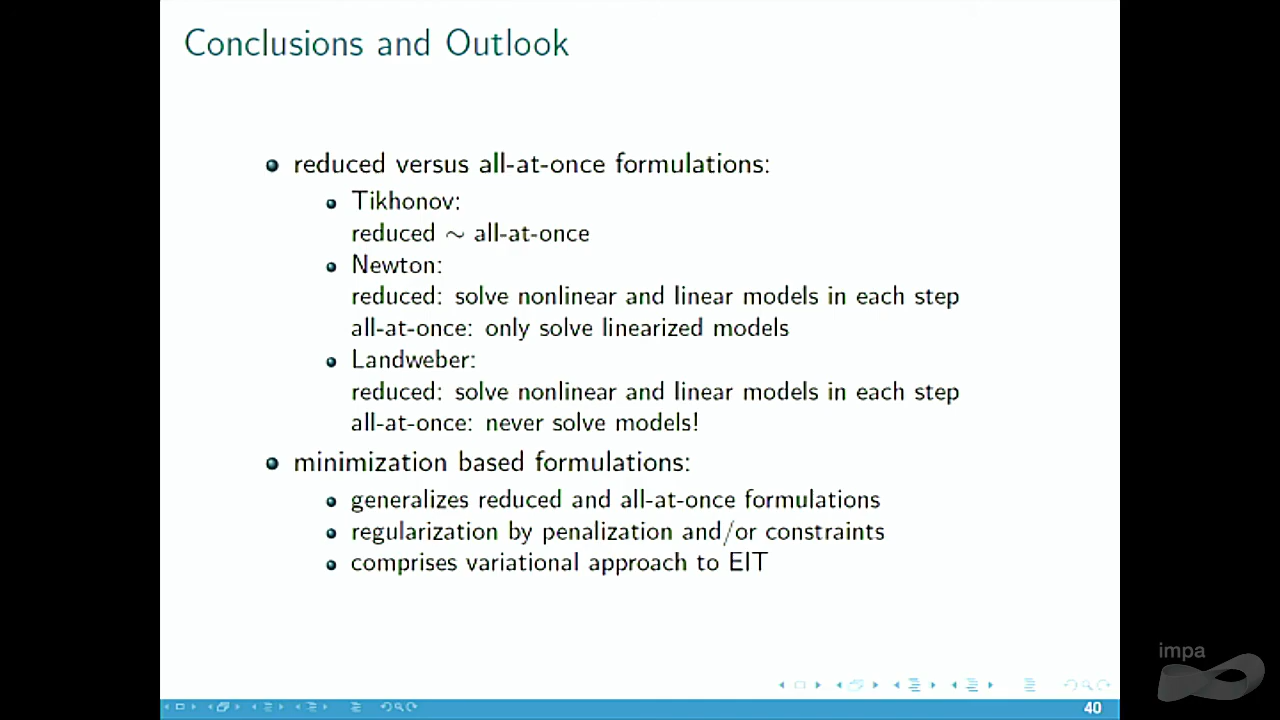 Conclusions and Outlook
reduced versus all-at-once formulations:
Tikhonov:
reduced ∼ all-at-once
Newton:
reduced: solve nonlinear and linear models in each step
all-at-once: only solve linearized models
Landweber:
reduced: solve nonlinear and linear models in each step
all-at-once: never solve models!
minimization based formulations:
generalizes reduced and all-at-once formulations
regularization by penalization and/or constraints
comprises variational approach to EIT
impa
40